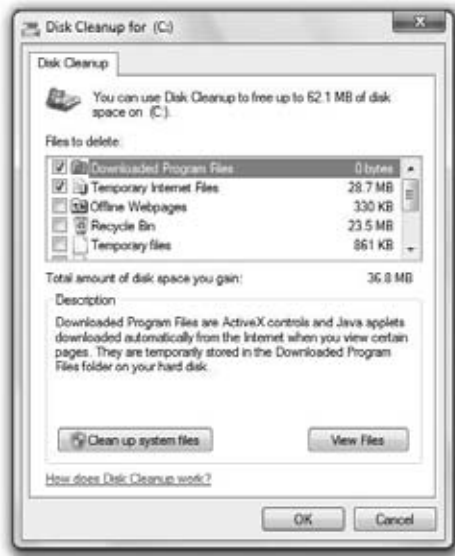 Disk Cleanup for (C:)
Disk Cleanup
You can use Disk Cleanup to free up to 62.1 MB of disk
space on (C:).
Files to delete:
Downloaded Program Files 0 bytes
Temporary Internet Files 28.7 MB
Offline Webpages 330 KB
Recycle Bin 23.5 MB
Temporary files 861 KB
Total amount of disk space you gain: 36.8 MB
Description
Downloaded Program Files are ActiveX controls and Java applets
downloaded automatically from the Internet when you view certain
pages. They are temporarily stored in the Downloaded Program
Files folder on your hard disk.
Clean up system files View Files
How does Disk Cleanup work?
OK Cancel